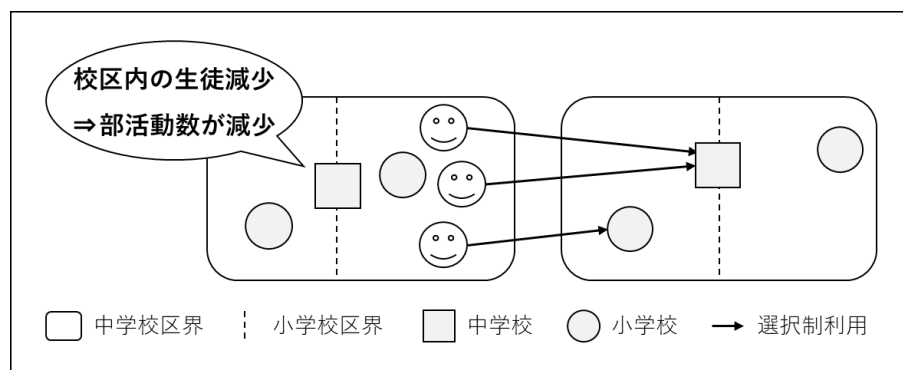 校区内の生徒減少
⇒部活動数が減少
中学校区界
小学校区界
中学校
小学校
選択制利用